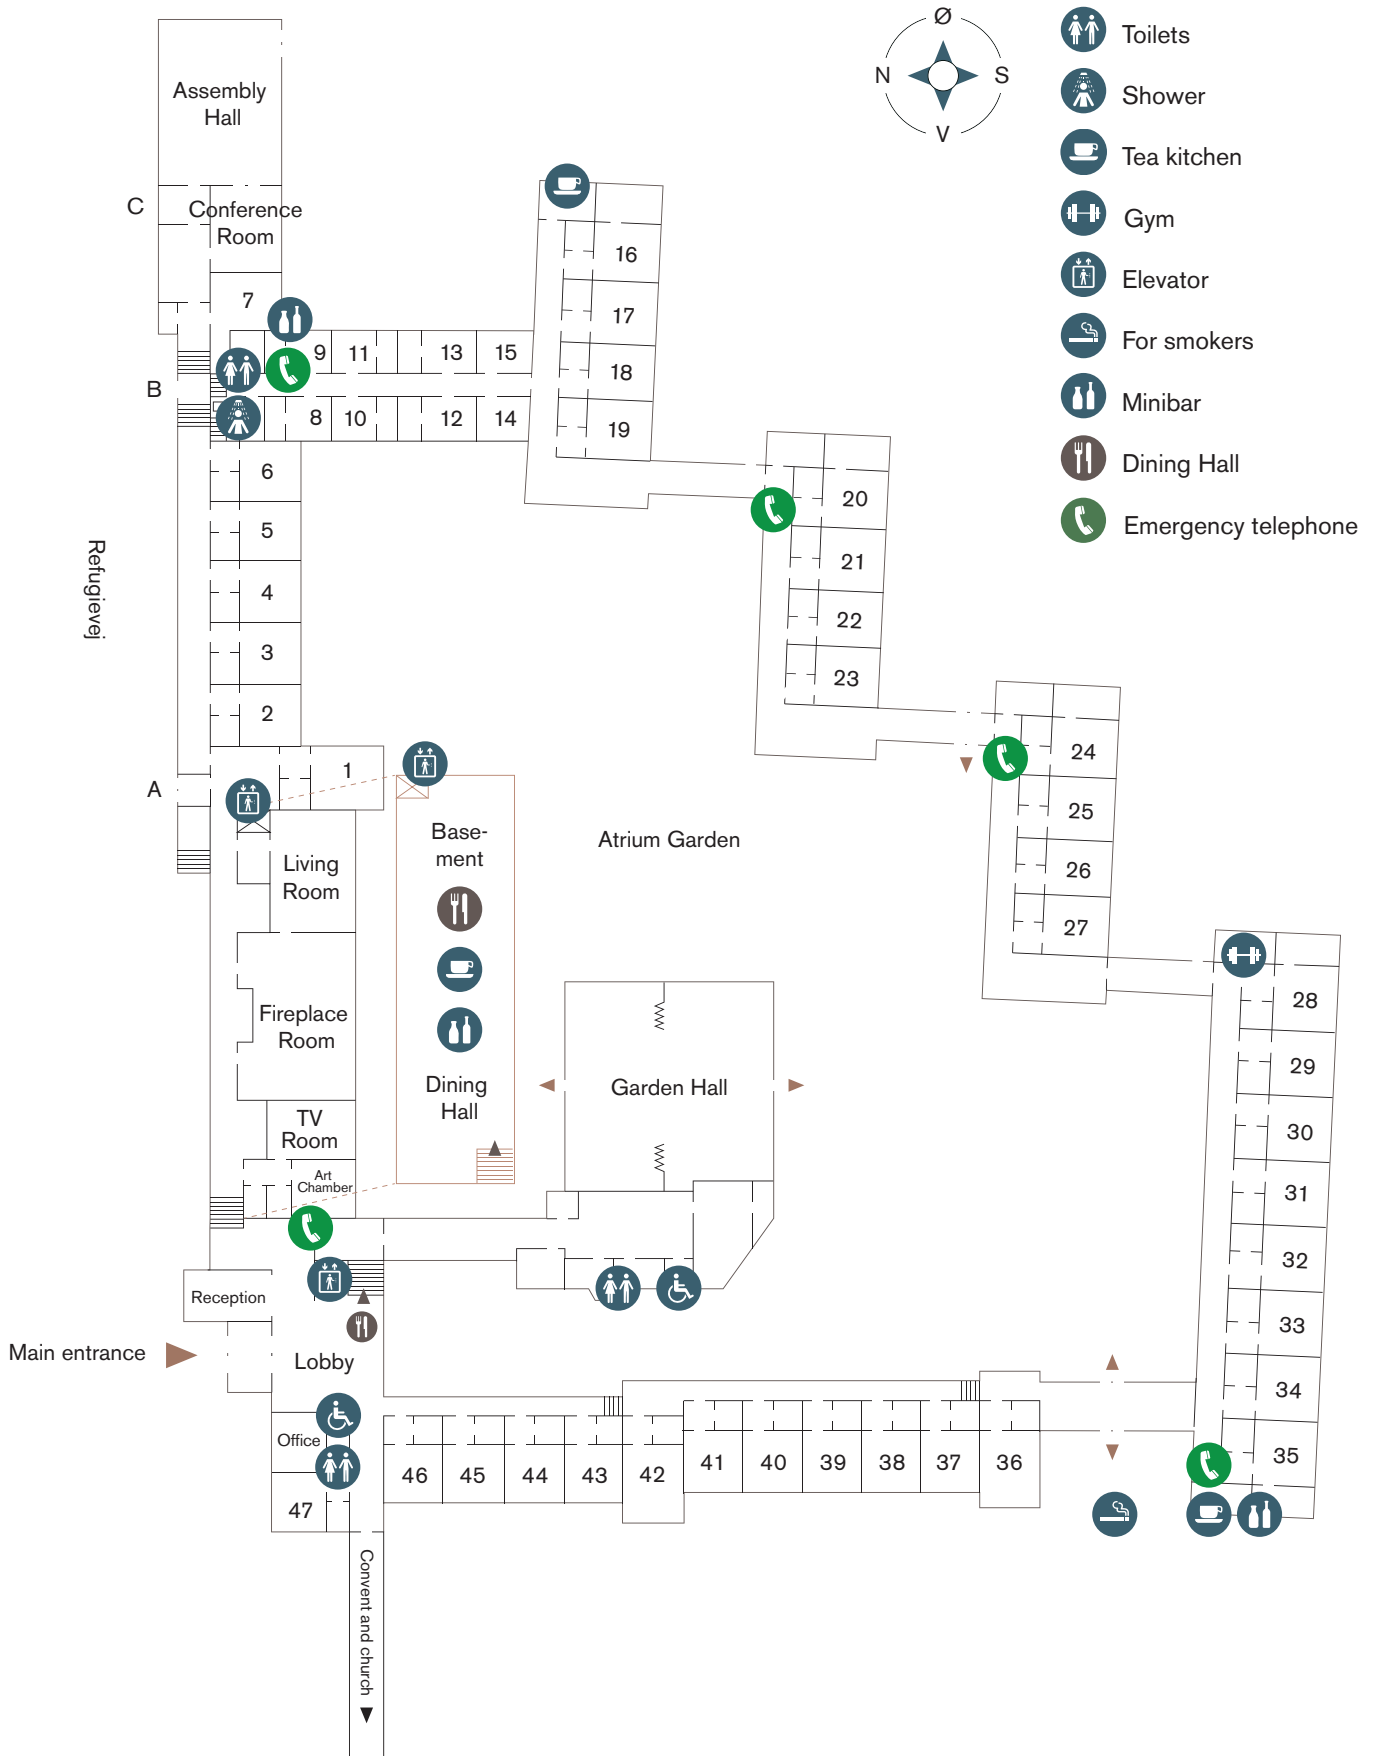 Ø
N
S
V
Toilets
Shower
Tea kitchen
Gym
Elevator
For smokers
Minibar
Dining Hall
Emergency telephone
Assembly
Hall
C
Conference
Room
7
B
9
11
13
15
8
10
12
14
16
17
18
19
6
5
4
3
2
Refugievej
20
21
22
23
A
1
24
25
26
27
Living
Room
Base-
ment
Atrium Garden
Fireplace
Room
Dining
Hall
Garden Hall
TV
Room
Art
Chamber
28
29
30
31
32
33
34
35
Reception
Main entrance
Lobby
Office
47
46
45
44
43
42
41
40
39
38
37
36
Convent and church